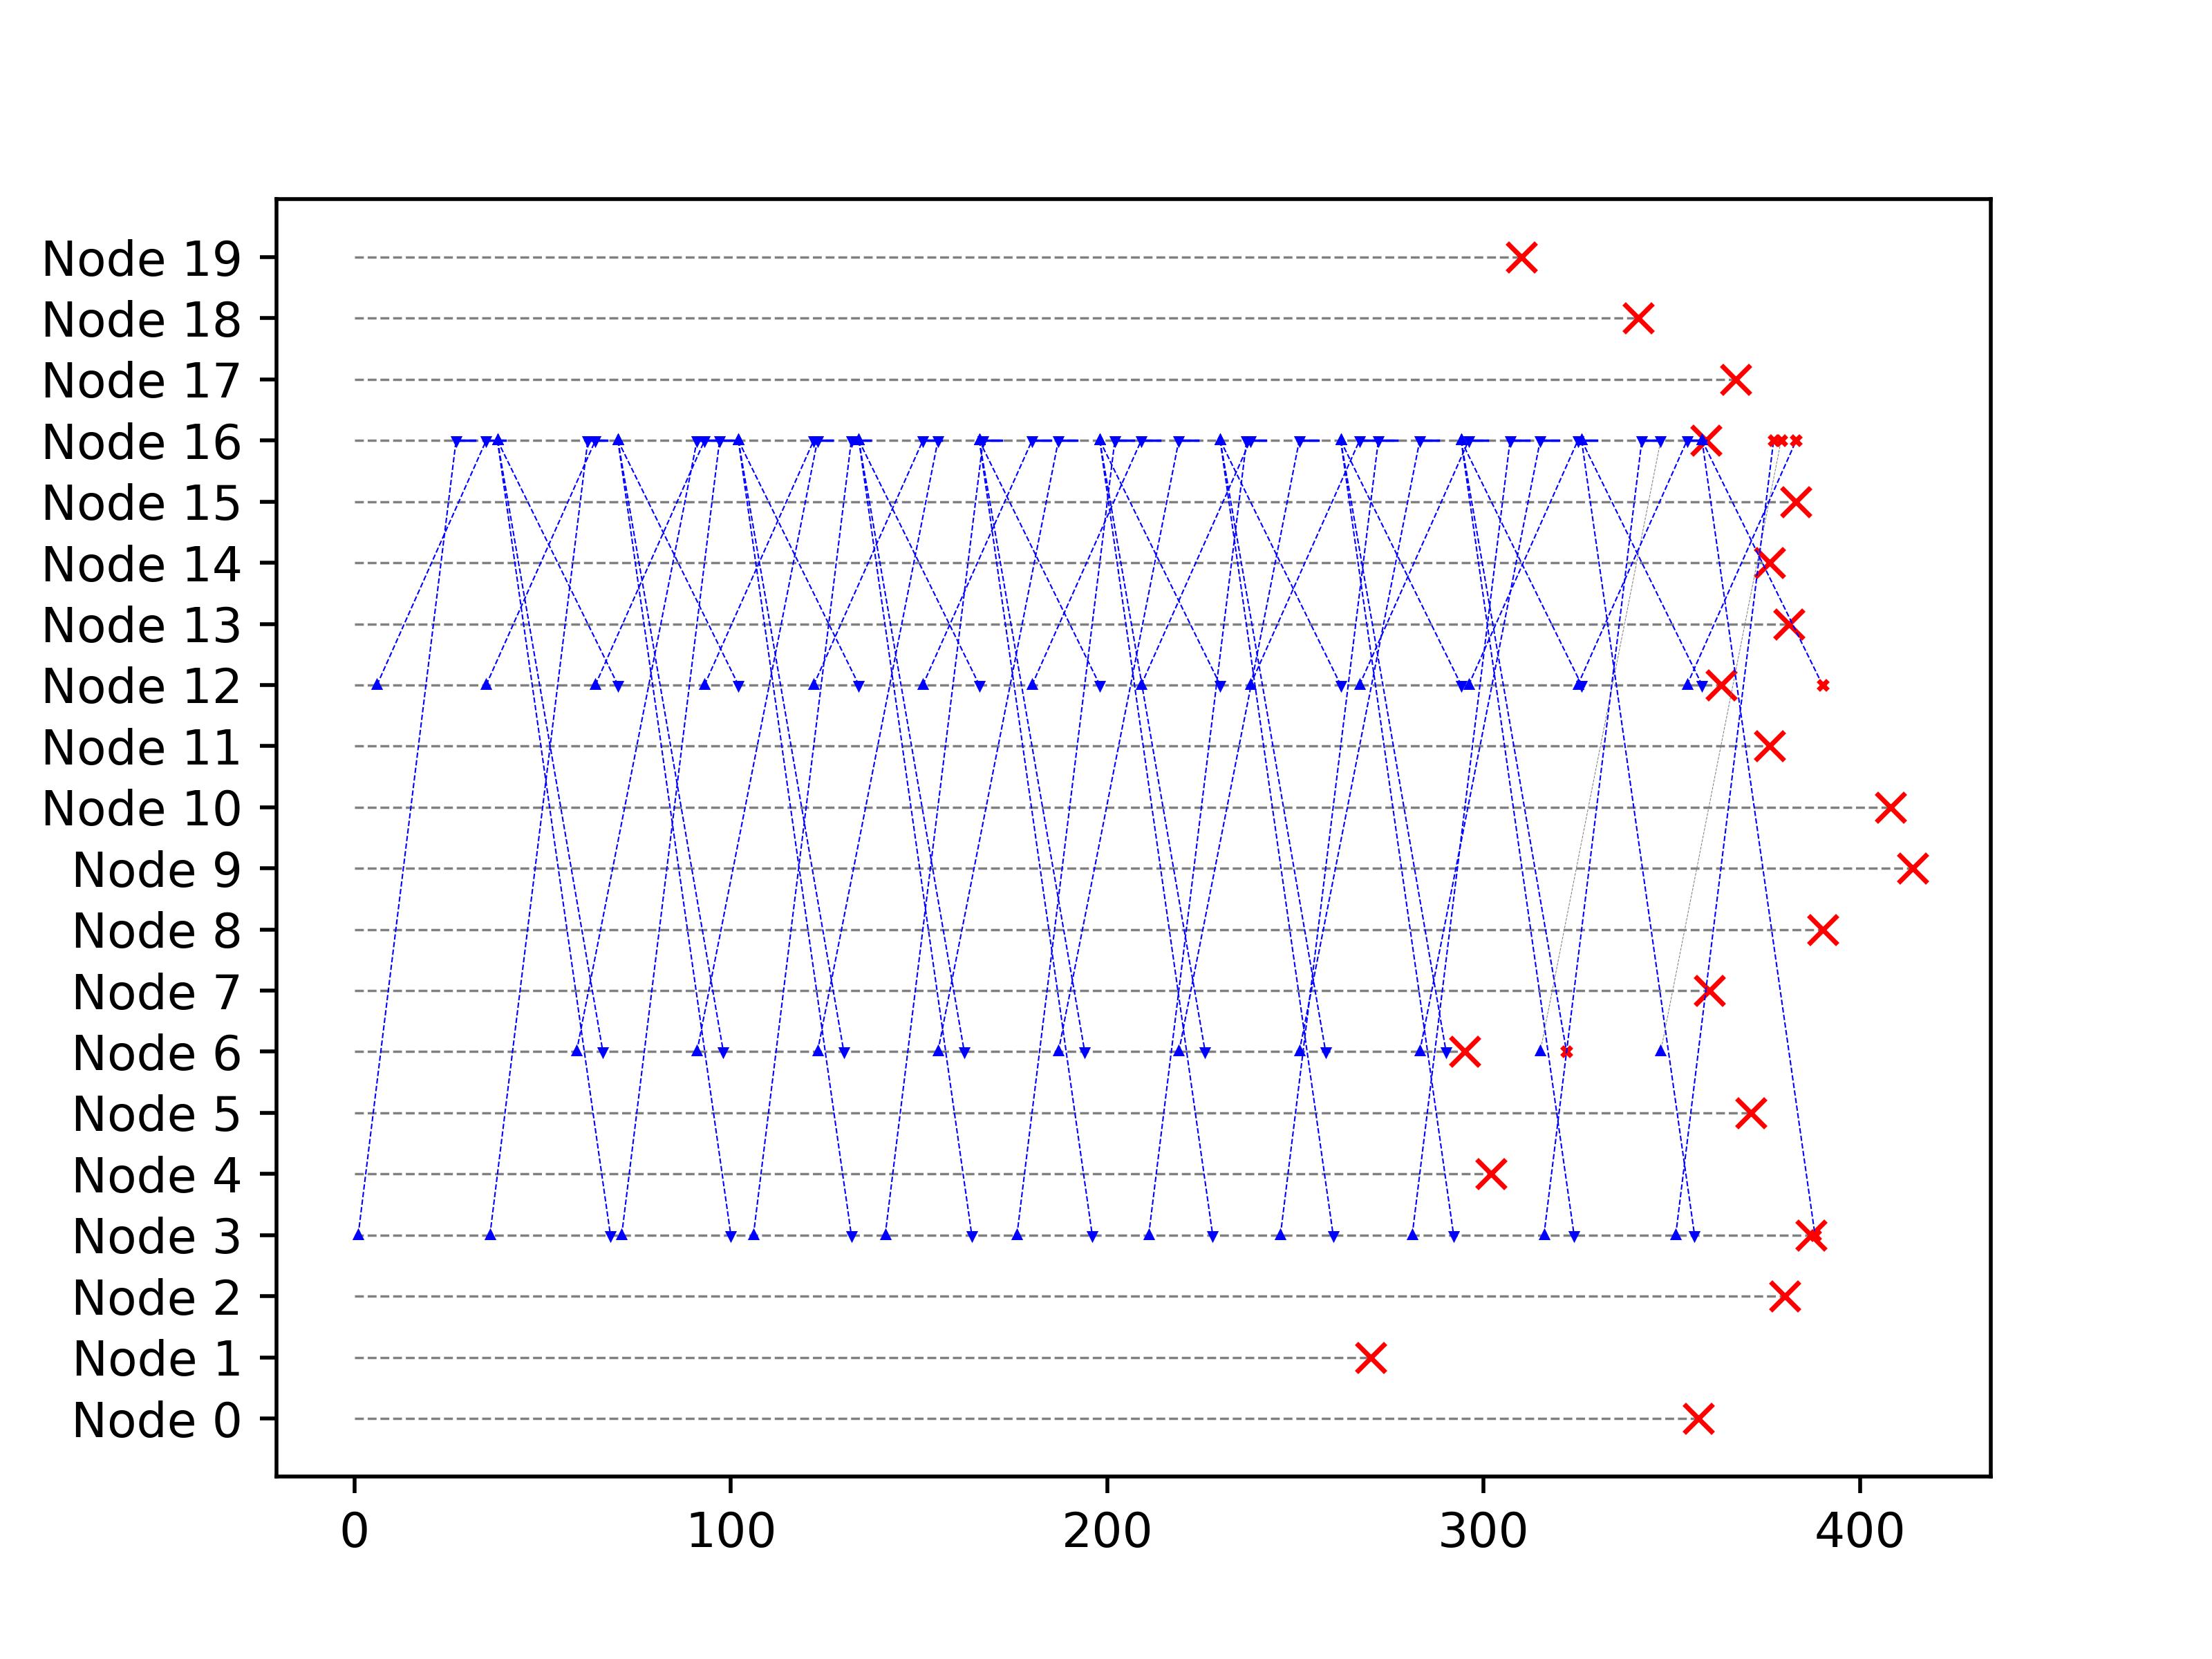 Node 19
Node 18
Node 17
Node 16
Node 15
Node 14
Node 13
Node 12
Node 11
Node 10
Node 9
Node 8
Node 7
Node 6
Node 5
Node 4
Node 3
Node 2
Node 1
Node 0
0 100 200 300 400